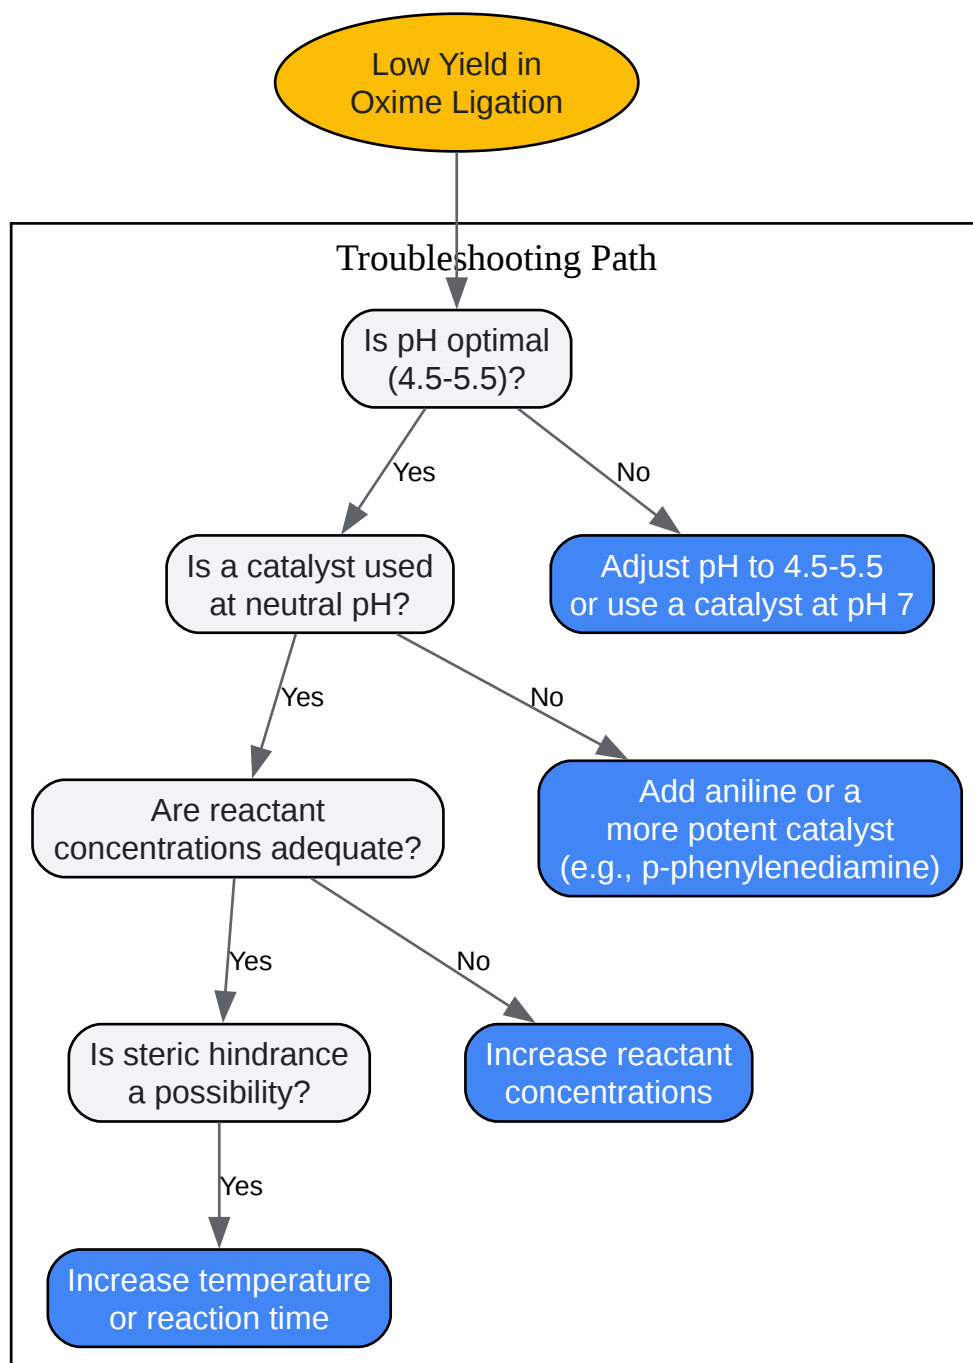 Low Yield in
Oxime Ligation
Troubleshooting Path
Is pH optimal
(4.5-5.5)?
Yes
No
Is a catalyst used
at neutral pH?
Adjust pH to 4.5-5.5
or use a catalyst at pH 7
Yes
No
Are reactant
concentrations adequate?
Add aniline or a
more potent catalyst
(e.g., p-phenylenediamine)
Yes
No
Is steric hindrance
a possibility?
Increase reactant
concentrations
Yes
Increase temperature
or reaction time